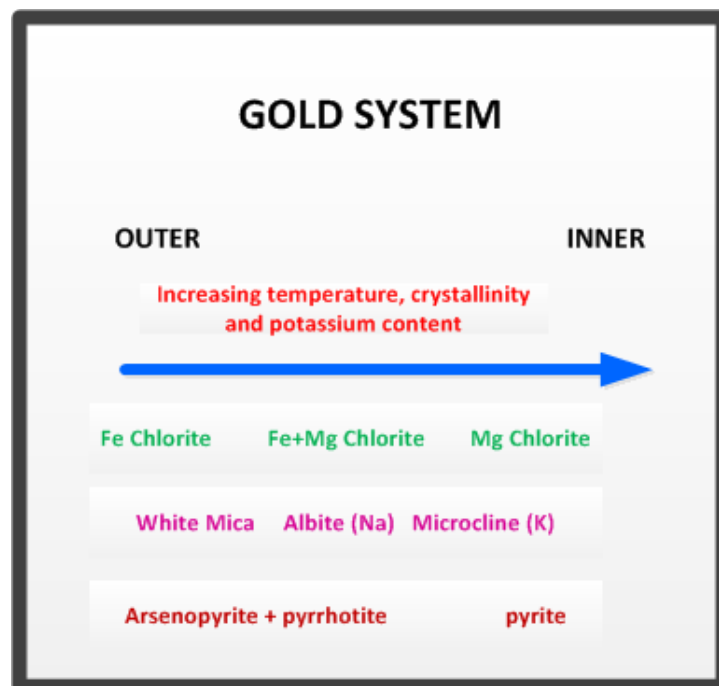 GOLD SYSTEM
OUTER INNER
Increasing temperature, crystallinity
and potassium content
Fe Chlorite Fe+Mg Chlorite Mg Chlorite
White Mica Albite (Na) Microcline (K)
Arsenopyrite + pyrrhotite pyrite